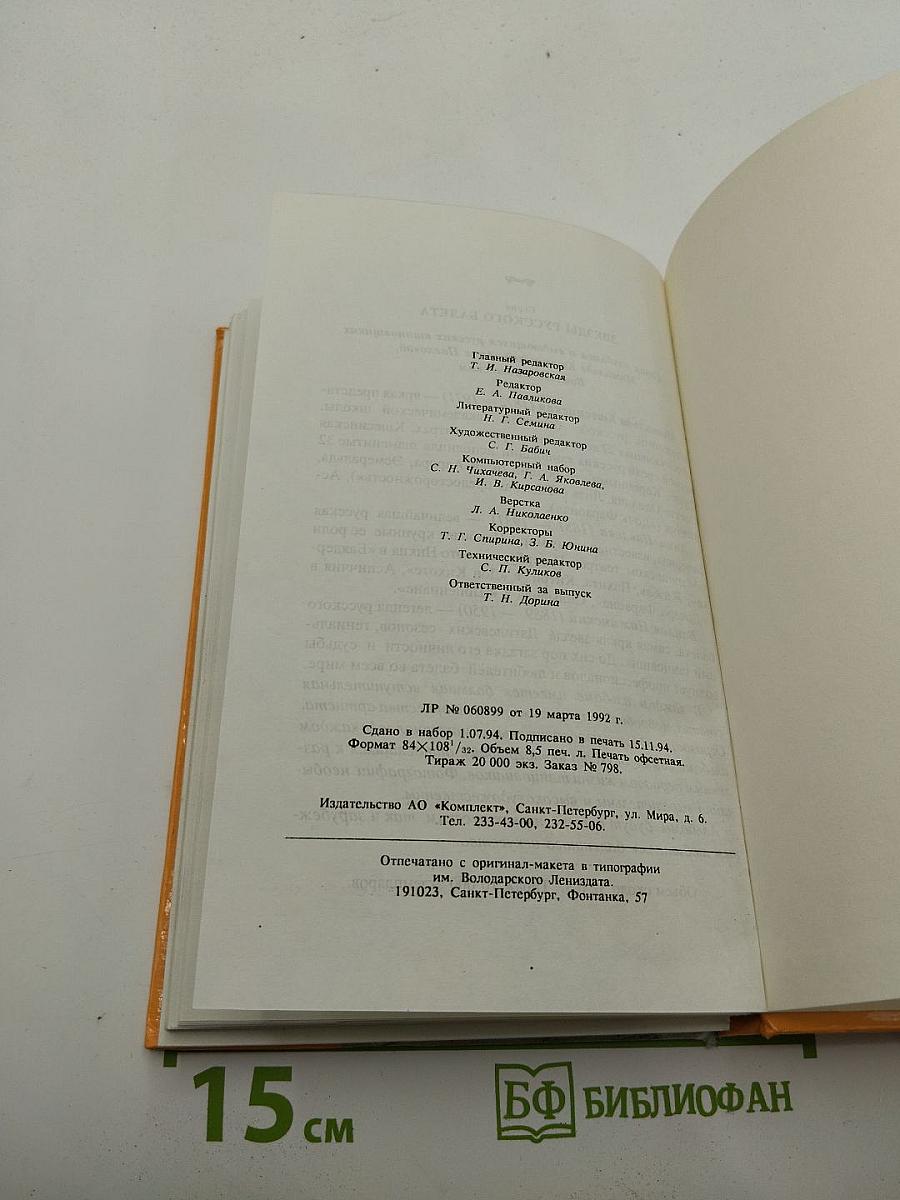 Главный редактор
Т. И. Назаровская
Редактор
Е. А. Павликова
Литературный редактор
Н. Г. Семина
Художественный редактор
С. Г. Бабич
Компьютерный набор
С. Н. Чихачева, Г. А. Яковлева,
И. В. Кирсанова
Верстка
Л. А. Николаенко
Корректоры
Т. Г. Спирина, З. Б. Юнина
Технический редактор
С. П. Куликов
Ответственный за выпуск
Т. Н. Дорина
ЛР № 060899 от 19 марта 1992 г.
Сдано в набор 1.07.94. Подписано в печать 15.11.94.
Формат 84×108¹/₃₂. Объем 8,5 печ. л. Печать офсетная.
Тираж 20 000 экз. Заказ № 798.
Издательство АО «Комплект», Санкт-Петербург, ул. Мира, д. 6.
Тел. 233-43-00, 232-55-06.
Отпечатано с оригинал-макета в типографии
им. Володарского Лениздата.
191023, Санкт-Петербург, Фонтанка, 57
15 см
БФ БИБЛИОФАН